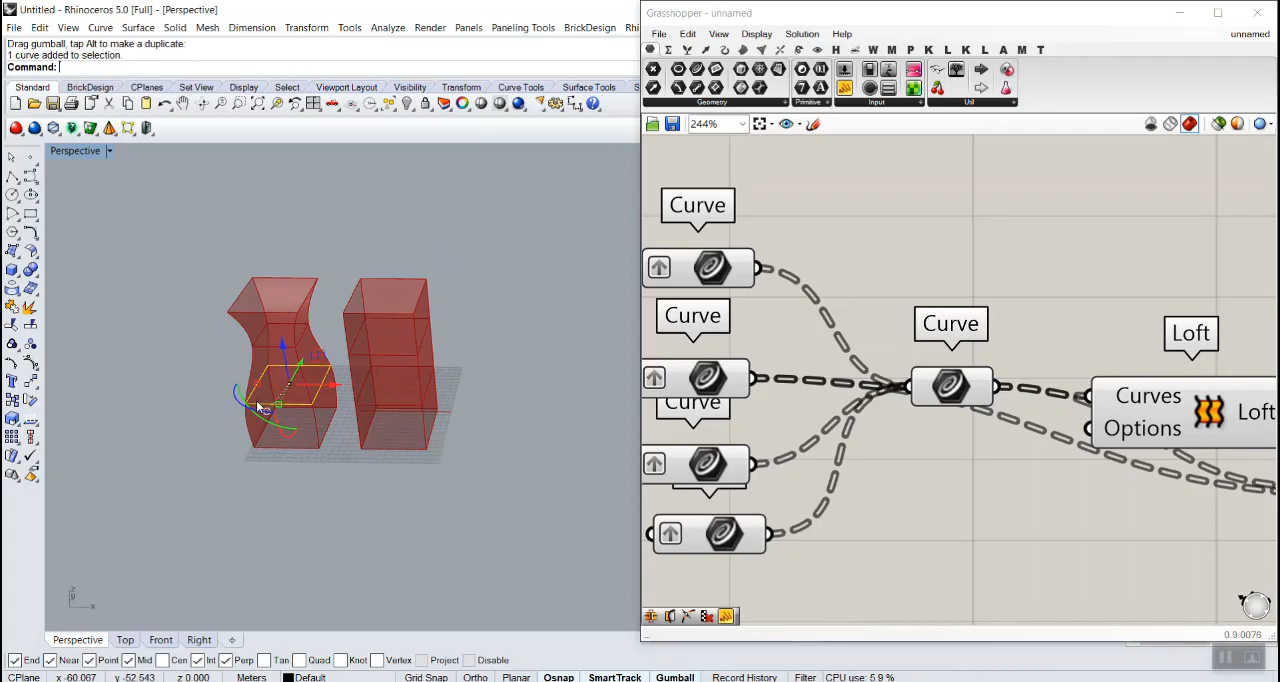 Untitled - Rhinoceros 5.0 [Full] - [Perspective]
File Edit View Curve Surface Solid Mesh Dimension Transform Tools Analyze Render Panels Paneling Tools BrickDesign
Drag gumball, tap Alt to make a duplicate:
1 curve added to selection.
Command:
Standard BrickDesign CPlanes Set View Display Select Viewport Layout Visibility Transform Curve Tools Surface Tools
Perspective
z
y
x
Perspective Top Front Right
End Near Point Mid Cen Int Perp Tan Quad Knot Vertex Project Disable
CPlane x -60.067 y -52.543 z 0.000 Meters Default Grid Snap Ortho Planar Osnap SmartTrack Gumball Record History Filter CPU use: 5.9 %
Grasshopper - unnamed
File Edit View Display Solution Help unnamed
H W M P K L K L A M T
Geometry Primitive Input Util
244%
Curve
Curve
Curve
Curve
Loft
Curves
Options
Loft
0.9.0076